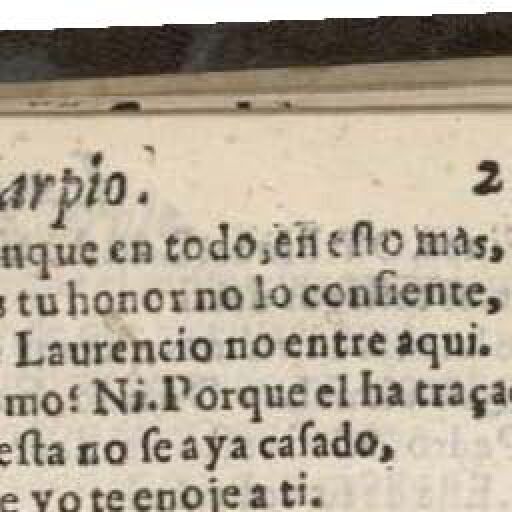 arpio. 2
nque en todo, en esto mas,
s tu honor no lo consiente,
Laurencio no entre aqui.
mo? Ni. Porque el ha traça
esta no se aya casado,
e yo te enoje a ti.